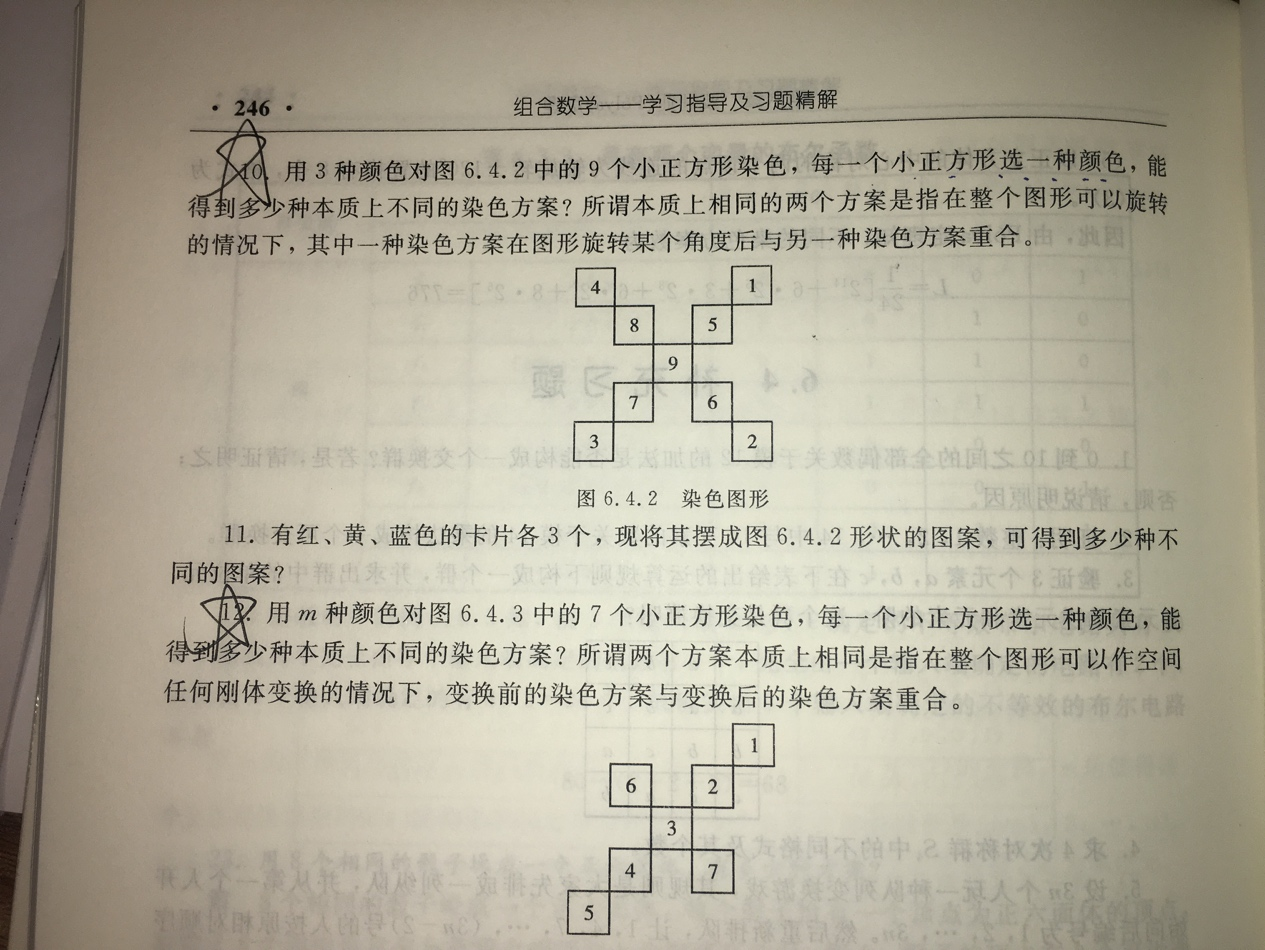 · 246 ·
组合数学——学习指导及习题精解
10. 用 3 种颜色对图 6.4.2 中的 9 个小正方形染色，每一个小正方形选一种颜色，能
得到多少种本质上不同的染色方案？所谓本质上相同的两个方案是指在整个图形可以旋转
的情况下，其中一种染色方案在图形旋转某个角度后与另一种染色方案重合。
4 1
8 5
9
7 6
3 2
图 6.4.2 染色图形
11. 有红、黄、蓝色的卡片各 3 个，现将其摆成图 6.4.2 形状的图案，可得到多少种不
同的图案？
12. 用 m 种颜色对图 6.4.3 中的 7 个小正方形染色，每一个小正方形选一种颜色，能
得到多少种本质上不同的染色方案？所谓两个方案本质上相同是指在整个图形可以作空间
任何刚体变换的情况下，变换前的染色方案与变换后的染色方案重合。
1
6 2
3
4 7
5